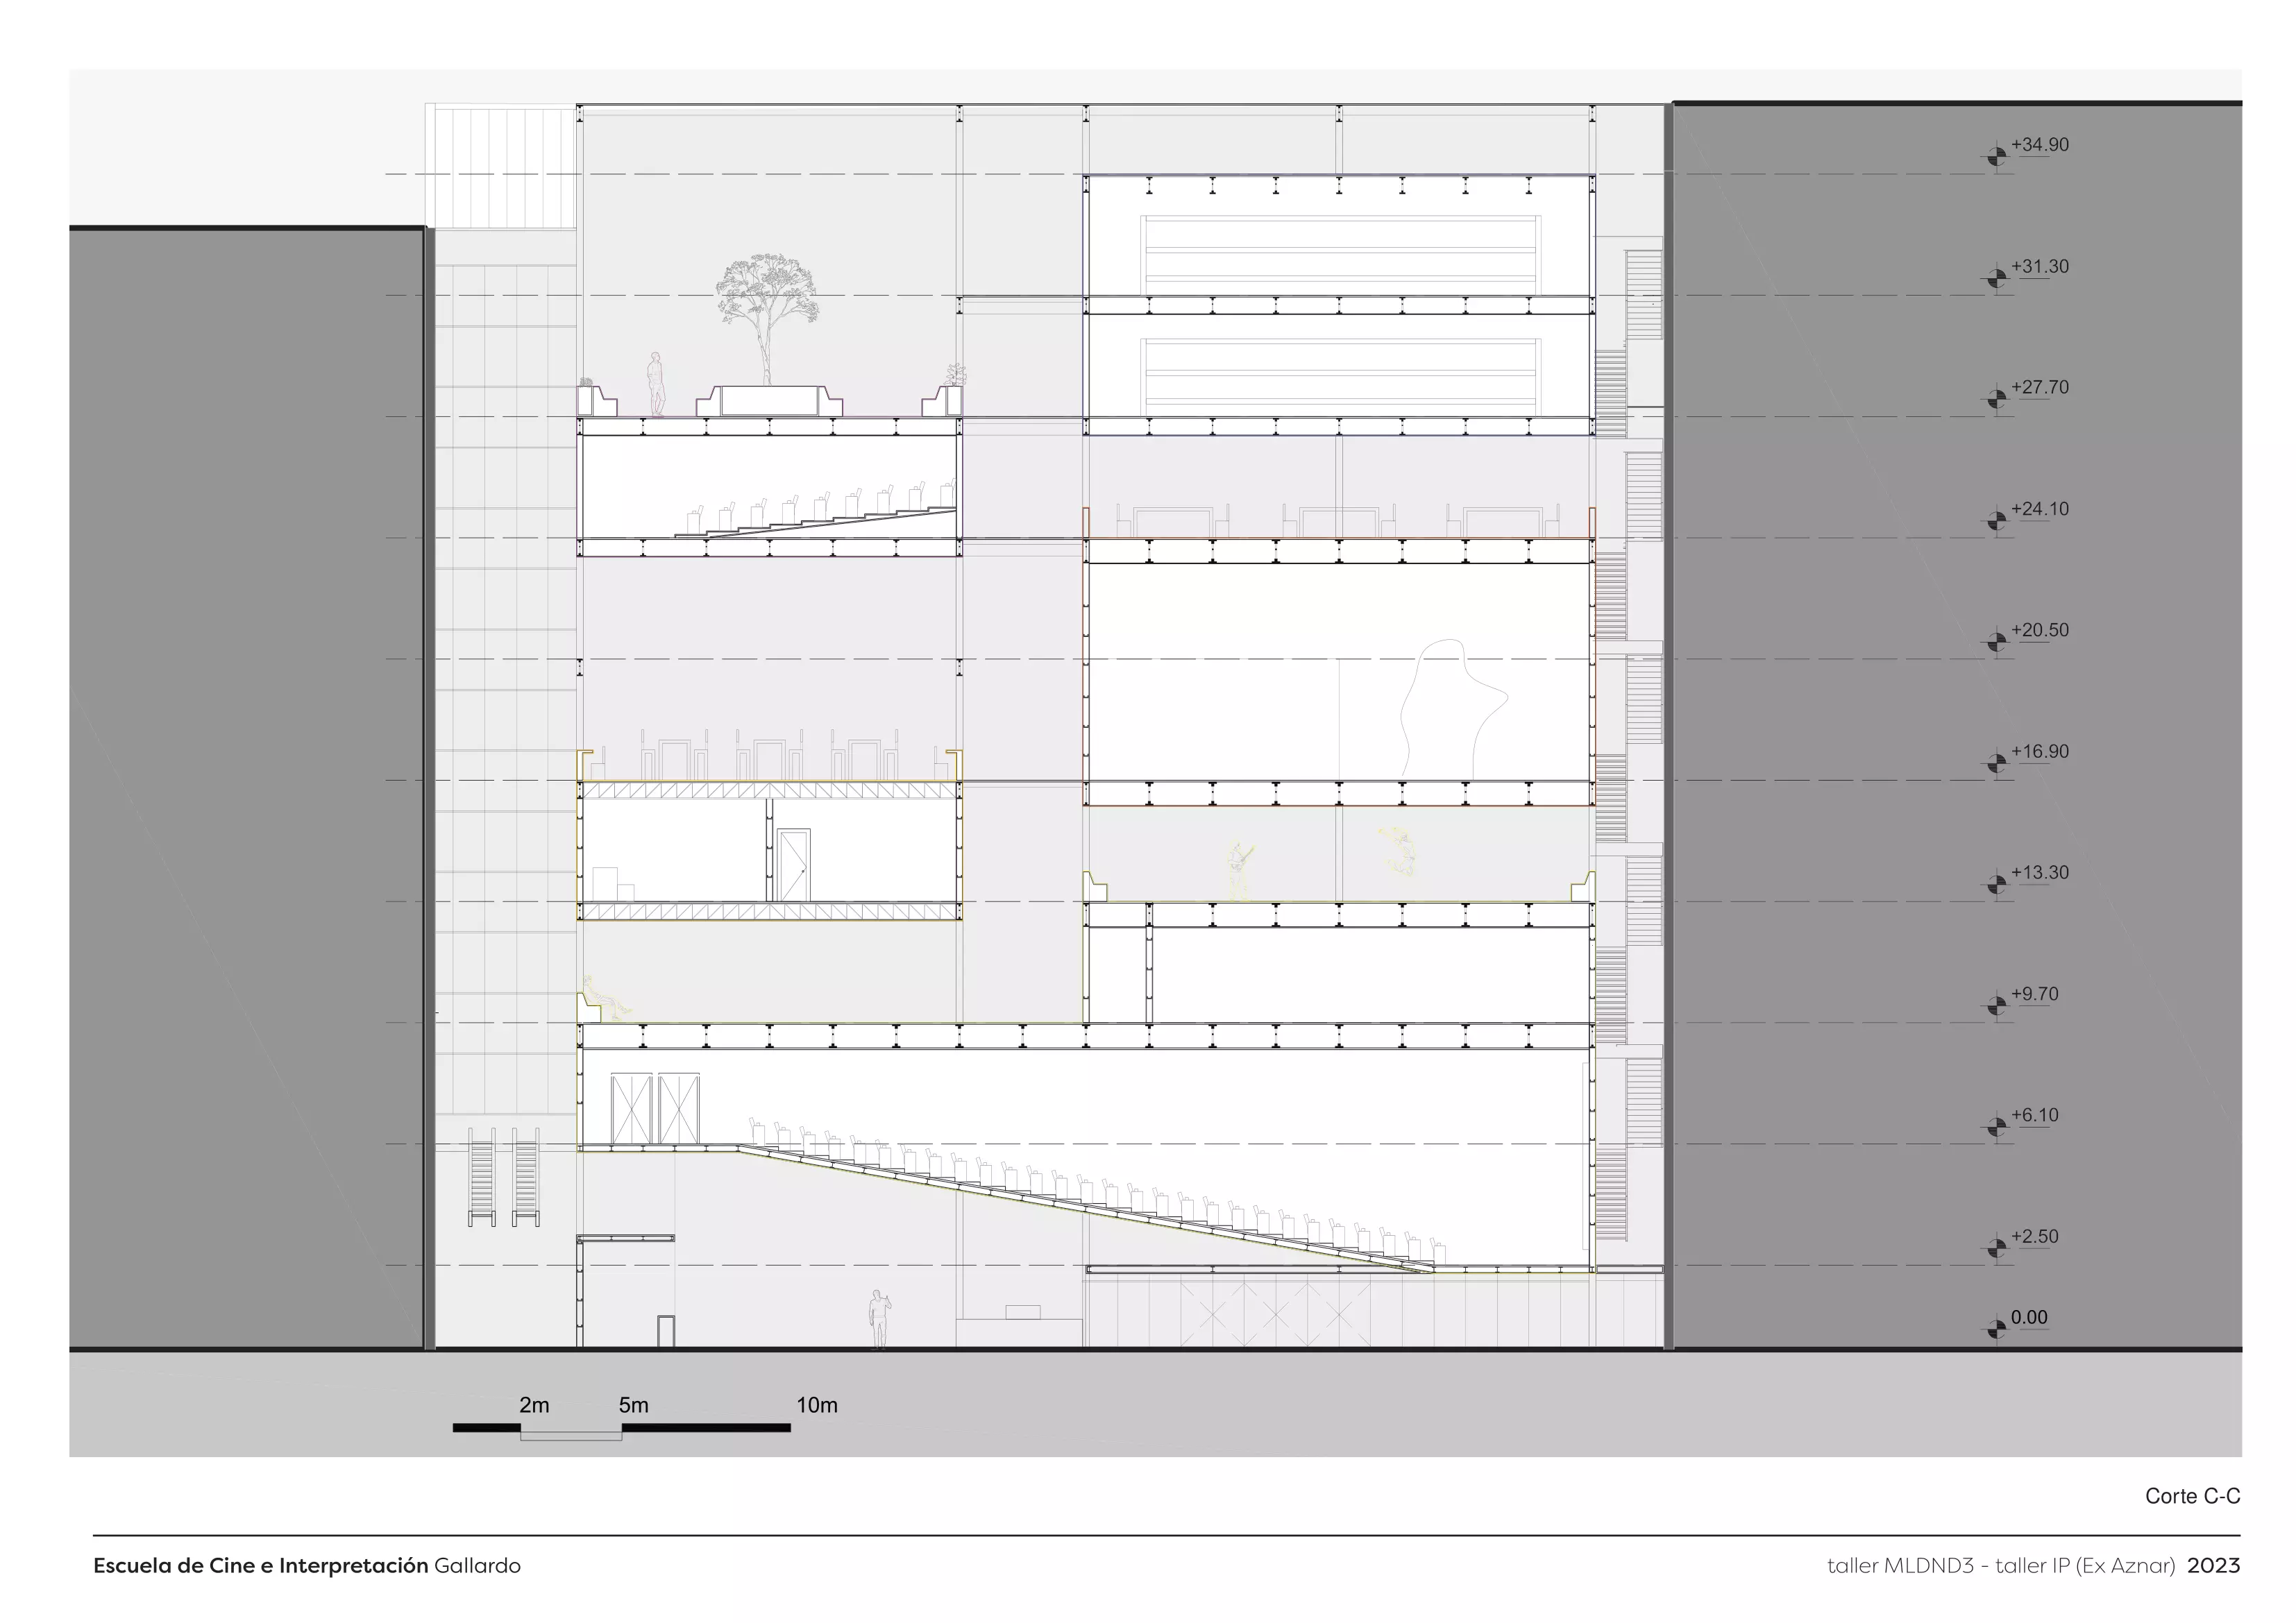 +34.90
+31.30
+27.70
+24.10
+20.50
+16.90
+13.30
+9.70
+6.10
+2.50
0.00
2m 5m 10m
Corte C-C
Escuela de Cine e Interpretación Gallardo
taller MLDND3 - taller IP (Ex Aznar) 2023